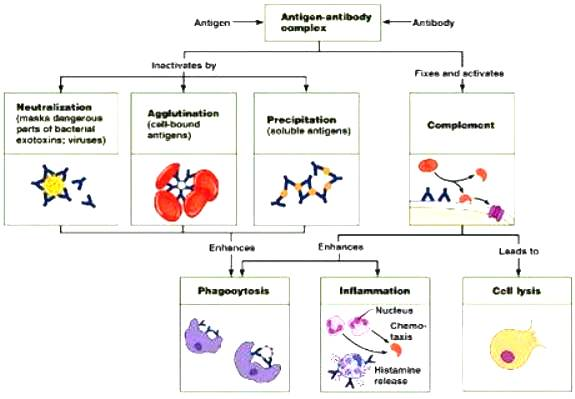 Antigen
Antigen-antibody
complex
Antibody
Inactivates by
Fixes and activates
Neutralization
(masks dangerous
parts of bacterial
exotoxins; viruses)
Agglutination
(cell-bound
antigens)
Precipitation
(soluble antigens)
Complement
Enhances
Enhances
Leads to
Phagocytosis
Inflammation
Cell lysis
Nucleus
Chemo-
taxis
Histamine
release